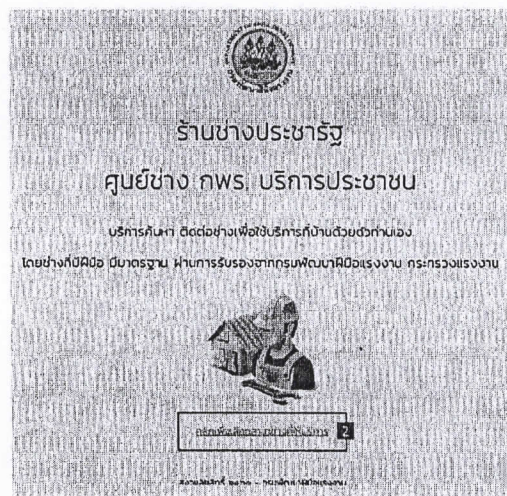 ร้านช่างประชารัฐ
ศูนย์ช่าง กพร. บริการประชาชน
บริการค้นหา ติดต่อช่างเพื่อใช้บริการที่บ้านด้วยตัวท่านเอง
โดยช่างที่มีฝีมือ มีมาตรฐาน ผ่านการรับรองจากกรมพัฒนาฝีมือแรงงาน กระทรวงแรงงาน
2